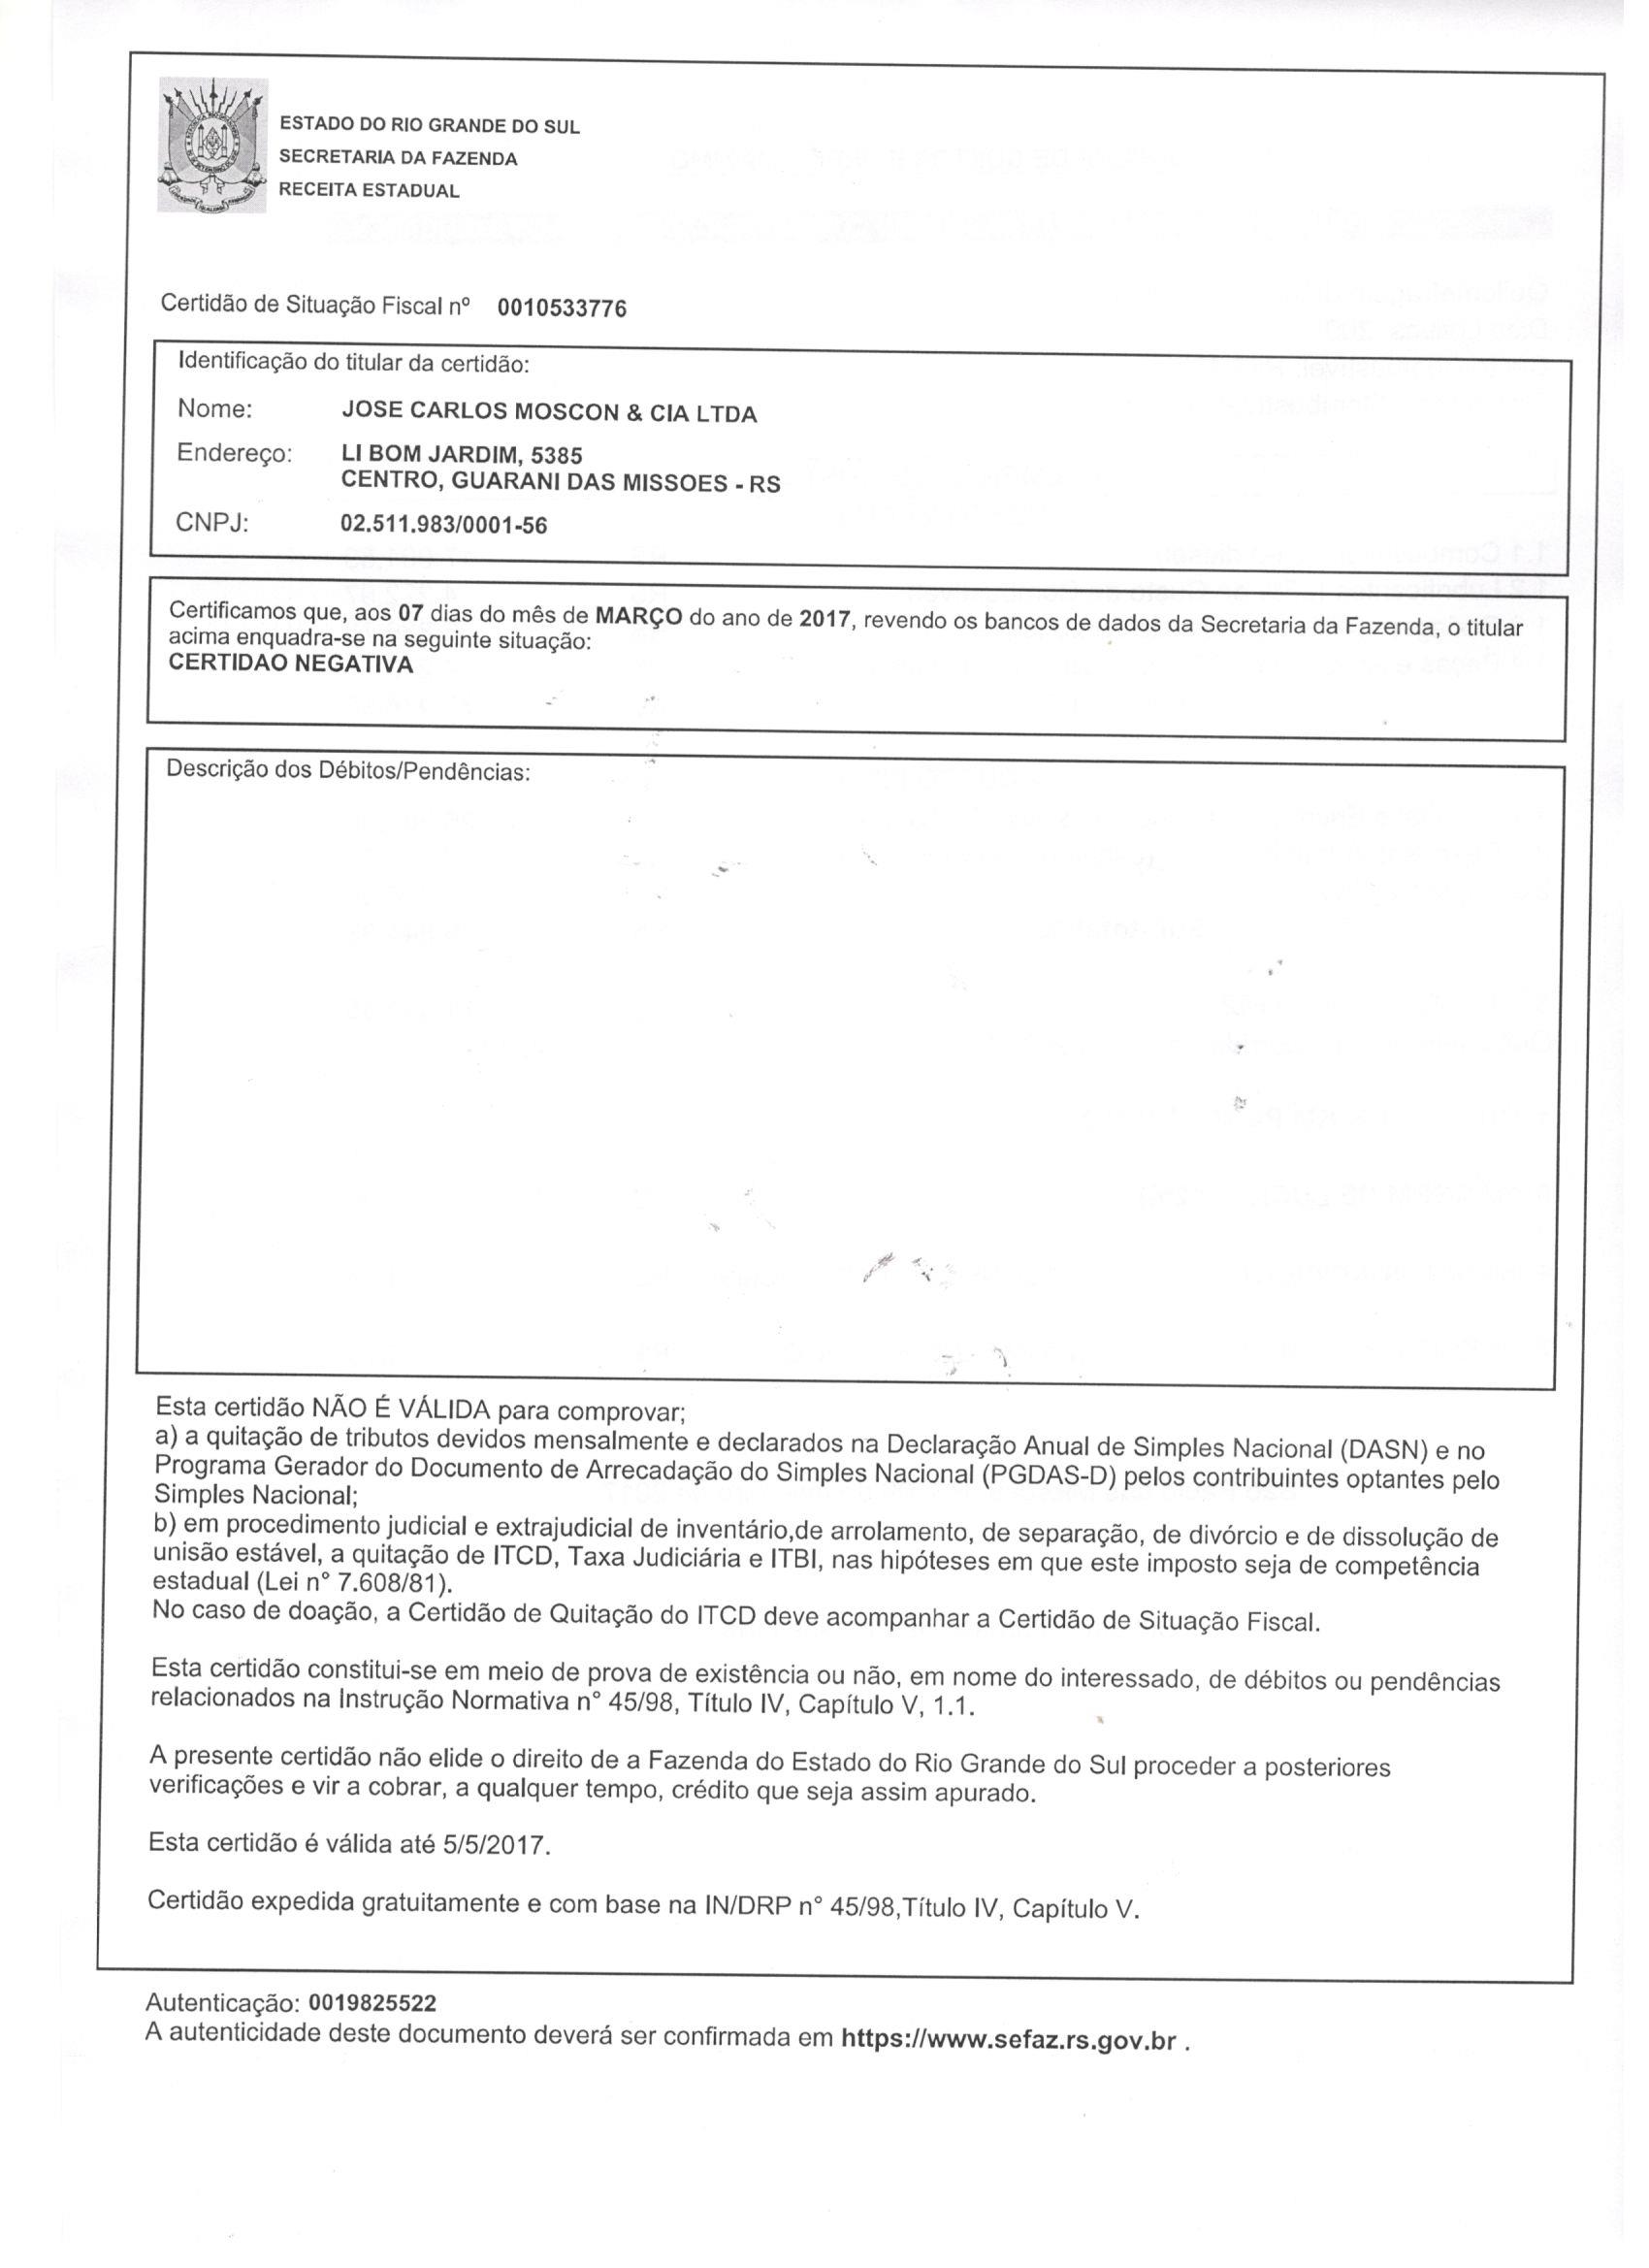 ESTADO DO RIO GRANDE DO SUL
SECRETARIA DA FAZENDA
RECEITA ESTADUAL
Certidão de Situação Fiscal nº 0010533776
Identificação do titular da certidão:
Nome: JOSE CARLOS MOSCON & CIA LTDA
Endereço: LI BOM JARDIM, 5385
CENTRO, GUARANI DAS MISSOES - RS
CNPJ: 02.511.983/0001-56
Certificamos que, aos 07 dias do mês de MARÇO do ano de 2017, revendo os bancos de dados da Secretaria da Fazenda, o titular
acima enquadra-se na seguinte situação:
CERTIDAO NEGATIVA
Descrição dos Débitos/Pendências:
Esta certidão NÃO É VÁLIDA para comprovar;
a) a quitação de tributos devidos mensalmente e declarados na Declaração Anual de Simples Nacional (DASN) e no
Programa Gerador do Documento de Arrecadação do Simples Nacional (PGDAS-D) pelos contribuintes optantes pelo
Simples Nacional;
b) em procedimento judicial e extrajudicial de inventário,de arrolamento, de separação, de divórcio e de dissolução de
unisão estável, a quitação de ITCD, Taxa Judiciária e ITBI, nas hipóteses em que este imposto seja de competência
estadual (Lei n° 7.608/81).
No caso de doação, a Certidão de Quitação do ITCD deve acompanhar a Certidão de Situação Fiscal.
Esta certidão constitui-se em meio de prova de existência ou não, em nome do interessado, de débitos ou pendências
relacionados na Instrução Normativa n° 45/98, Título IV, Capítulo V, 1.1.
A presente certidão não elide o direito de a Fazenda do Estado do Rio Grande do Sul proceder a posteriores
verificações e vir a cobrar, a qualquer tempo, crédito que seja assim apurado.
Esta certidão é válida até 5/5/2017.
Certidão expedida gratuitamente e com base na IN/DRP n° 45/98,Título IV, Capítulo V.
Autenticação: 0019825522
A autenticidade deste documento deverá ser confirmada em https://www.sefaz.rs.gov.br .